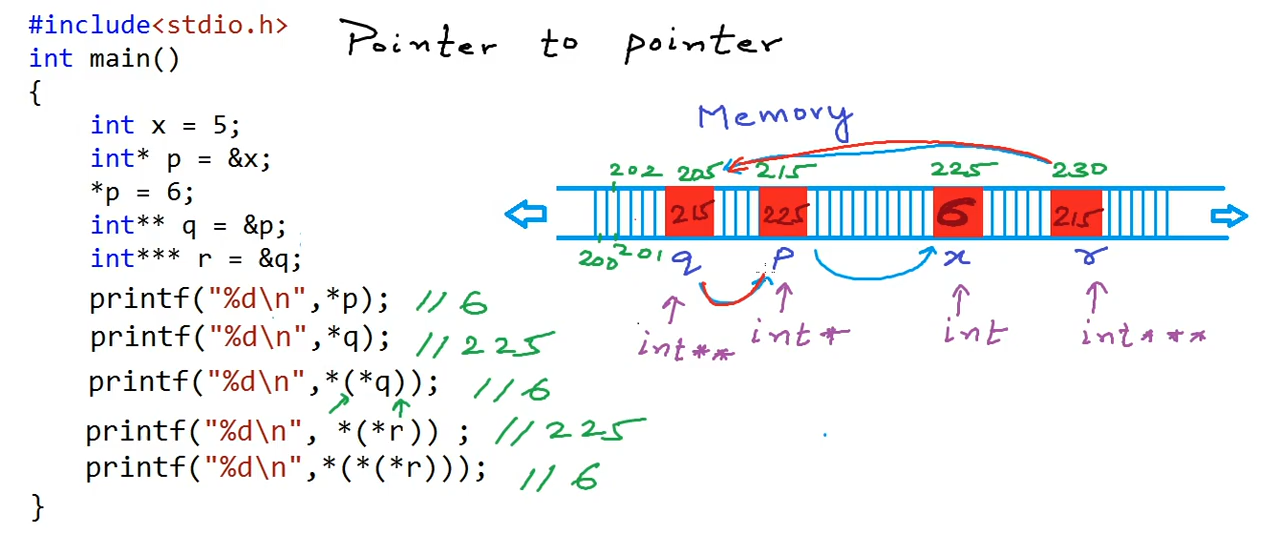 #include<stdio.h>
Pointer to pointer
int main()
{
int x = 5;
int* p = &x;
*p = 6;
int** q = &p;
int*** r = &q;
printf("%d\n",*p); //6
printf("%d\n",*q); //225
printf("%d\n",*(*q)); //6
printf("%d\n", *(*r)) ; //225
printf("%d\n",*(*(*r))); //6
}
Memory
202 205 215 225 230
215 225 6 215
200 201 q p x r
int** int* int int***